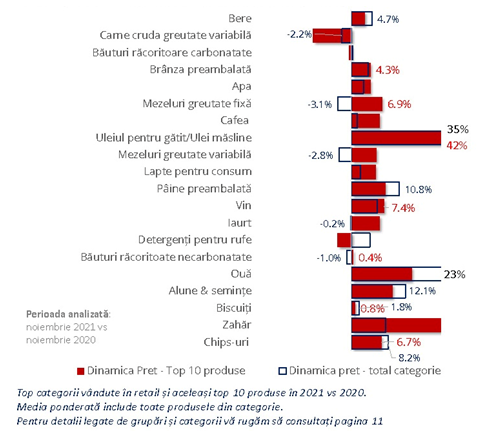 Bere 4.7%
Carne cruda greutate variabilă -2.2%
Băuturi răcoritoare carbonatate
Brânza preambalată 4.3%
Apa
Mezeluri greutate fixă -3.1% 6.9%
Cafea
Uleiul pentru gătit/Ulei măsline 35% 42%
Mezeluri greutate variabilă -2.8%
Lapte pentru consum
Pâine preambalată 10.8%
Vin 7.4%
Iaurt -0.2%
Detergenți pentru rufe
Băuturi răcoritoate necarbonatate -1.0% 0.4%
Ouă 23%
Alune & semințe 12.1%
Biscuiți 0.8% 1.8%
Zahăr
Chips-uri 6.7% 8.2%
Perioada analizată:
noiembrie 2021 vs
noiembrie 2020
Dinamica Pret - Top 10 produse Dinamica pret - total categorie
Top categorii vândute în retail și aceleași top 10 produse în 2021 vs 2020.
Media ponderată include toate produsele din categorie.
Pentru detalii legate de grupări și categorii vă rugăm să consultați pagina 11